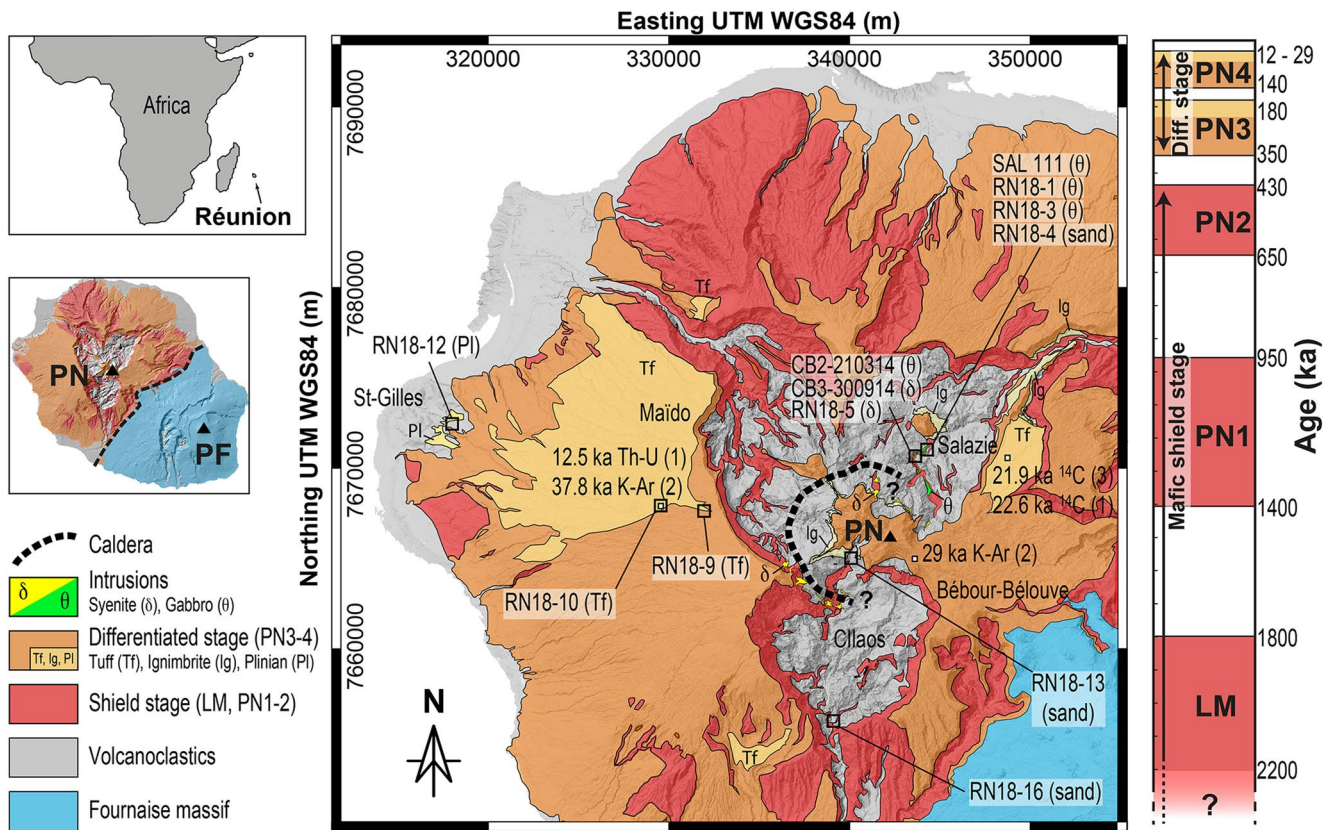 Easting UTM WGS84 (m)
320000
330000
340000
350000
Africa
Réunion
PN
PF
Caldera
Intrusions
δ
θ
Syenite (δ), Gabbro (θ)
Differentiated stage (PN3-4)
Tf, Ig, Pl
Tuff (Tf), Ignimbrite (Ig), Plinian (Pl)
Shield stage (LM, PN1-2)
Volcanoclastics
Fournaise massif
Northing UTM WGS84 (m)
7690000
7680000
7670000
7660000
SAL 111 (θ)
RN18-1 (θ)
RN18-3 (θ)
RN18-4 (sand)
Tf
Ig
RN18-12 (Pl)
CB2-210314 (θ)
CB3-300914 (δ)
RN18-5 (δ)
Ig
Ig
Tf
St-Gilles
Maïdo
Pl
Salazie
Tf
12.5 ka Th-U (1)
37.8 ka K-Ar (2)
21.9 ka ¹⁴C (3)
22.6 ka ¹⁴C (1)
?
δ
θ
Ig
PN
29 ka K-Ar (2)
RN18-9 (Tf)
δ
Bébour-Bélouve
RN18-10 (Tf)
?
CIlaos
RN18-13
(sand)
N
Tf
RN18-16 (sand)
12 - 29
PN4
140
180
PN3
350
Diff. stage
430
PN2
650
950
PN1
1400
Mafic shield stage
1800
LM
2200
?
Age (ka)